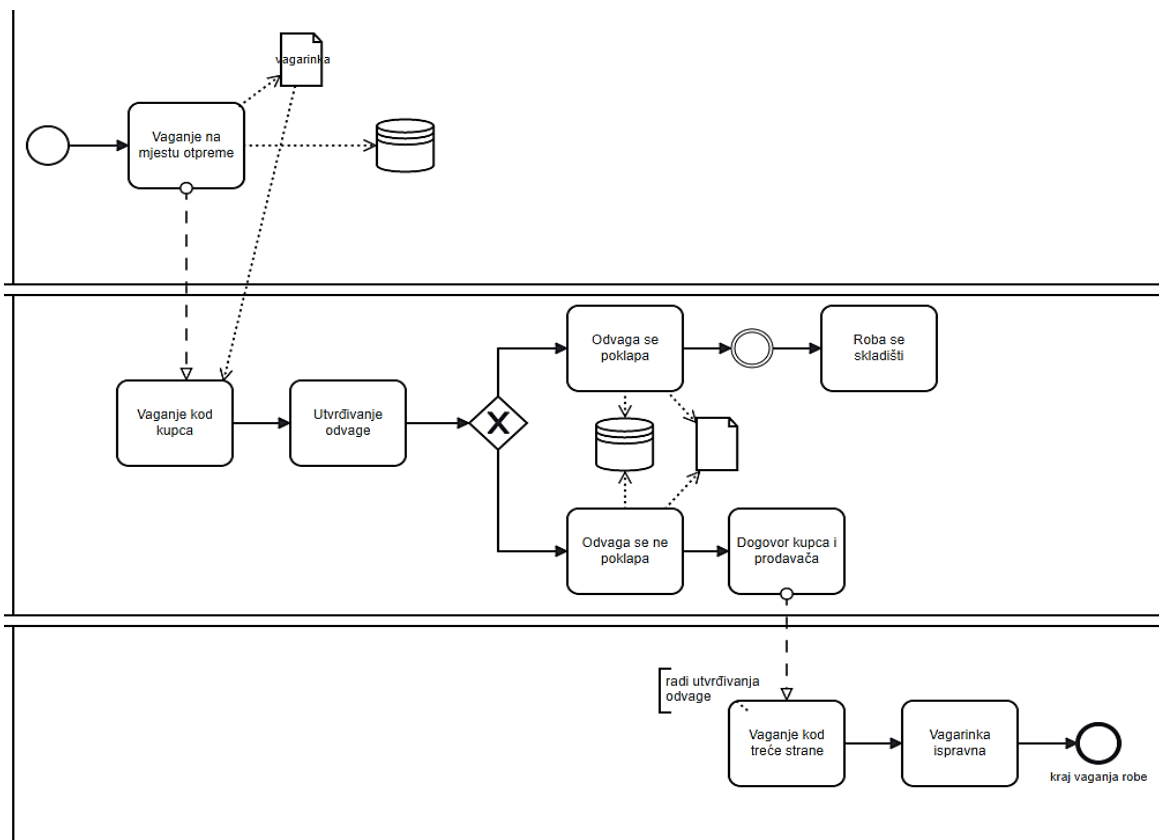 vagarinka
Vaganje na
mjestu otpreme
Odvaga se
poklapa
Roba se
skladišti
Vaganje kod
kupca
Utvrđivanje
odvage
X
Odvaga se ne
poklapa
Dogovor kupca i
prodavača
radi utvrđivanja
odvage
Vaganje kod
treće strane
Vagarinka
ispravna
kraj vaganja robe